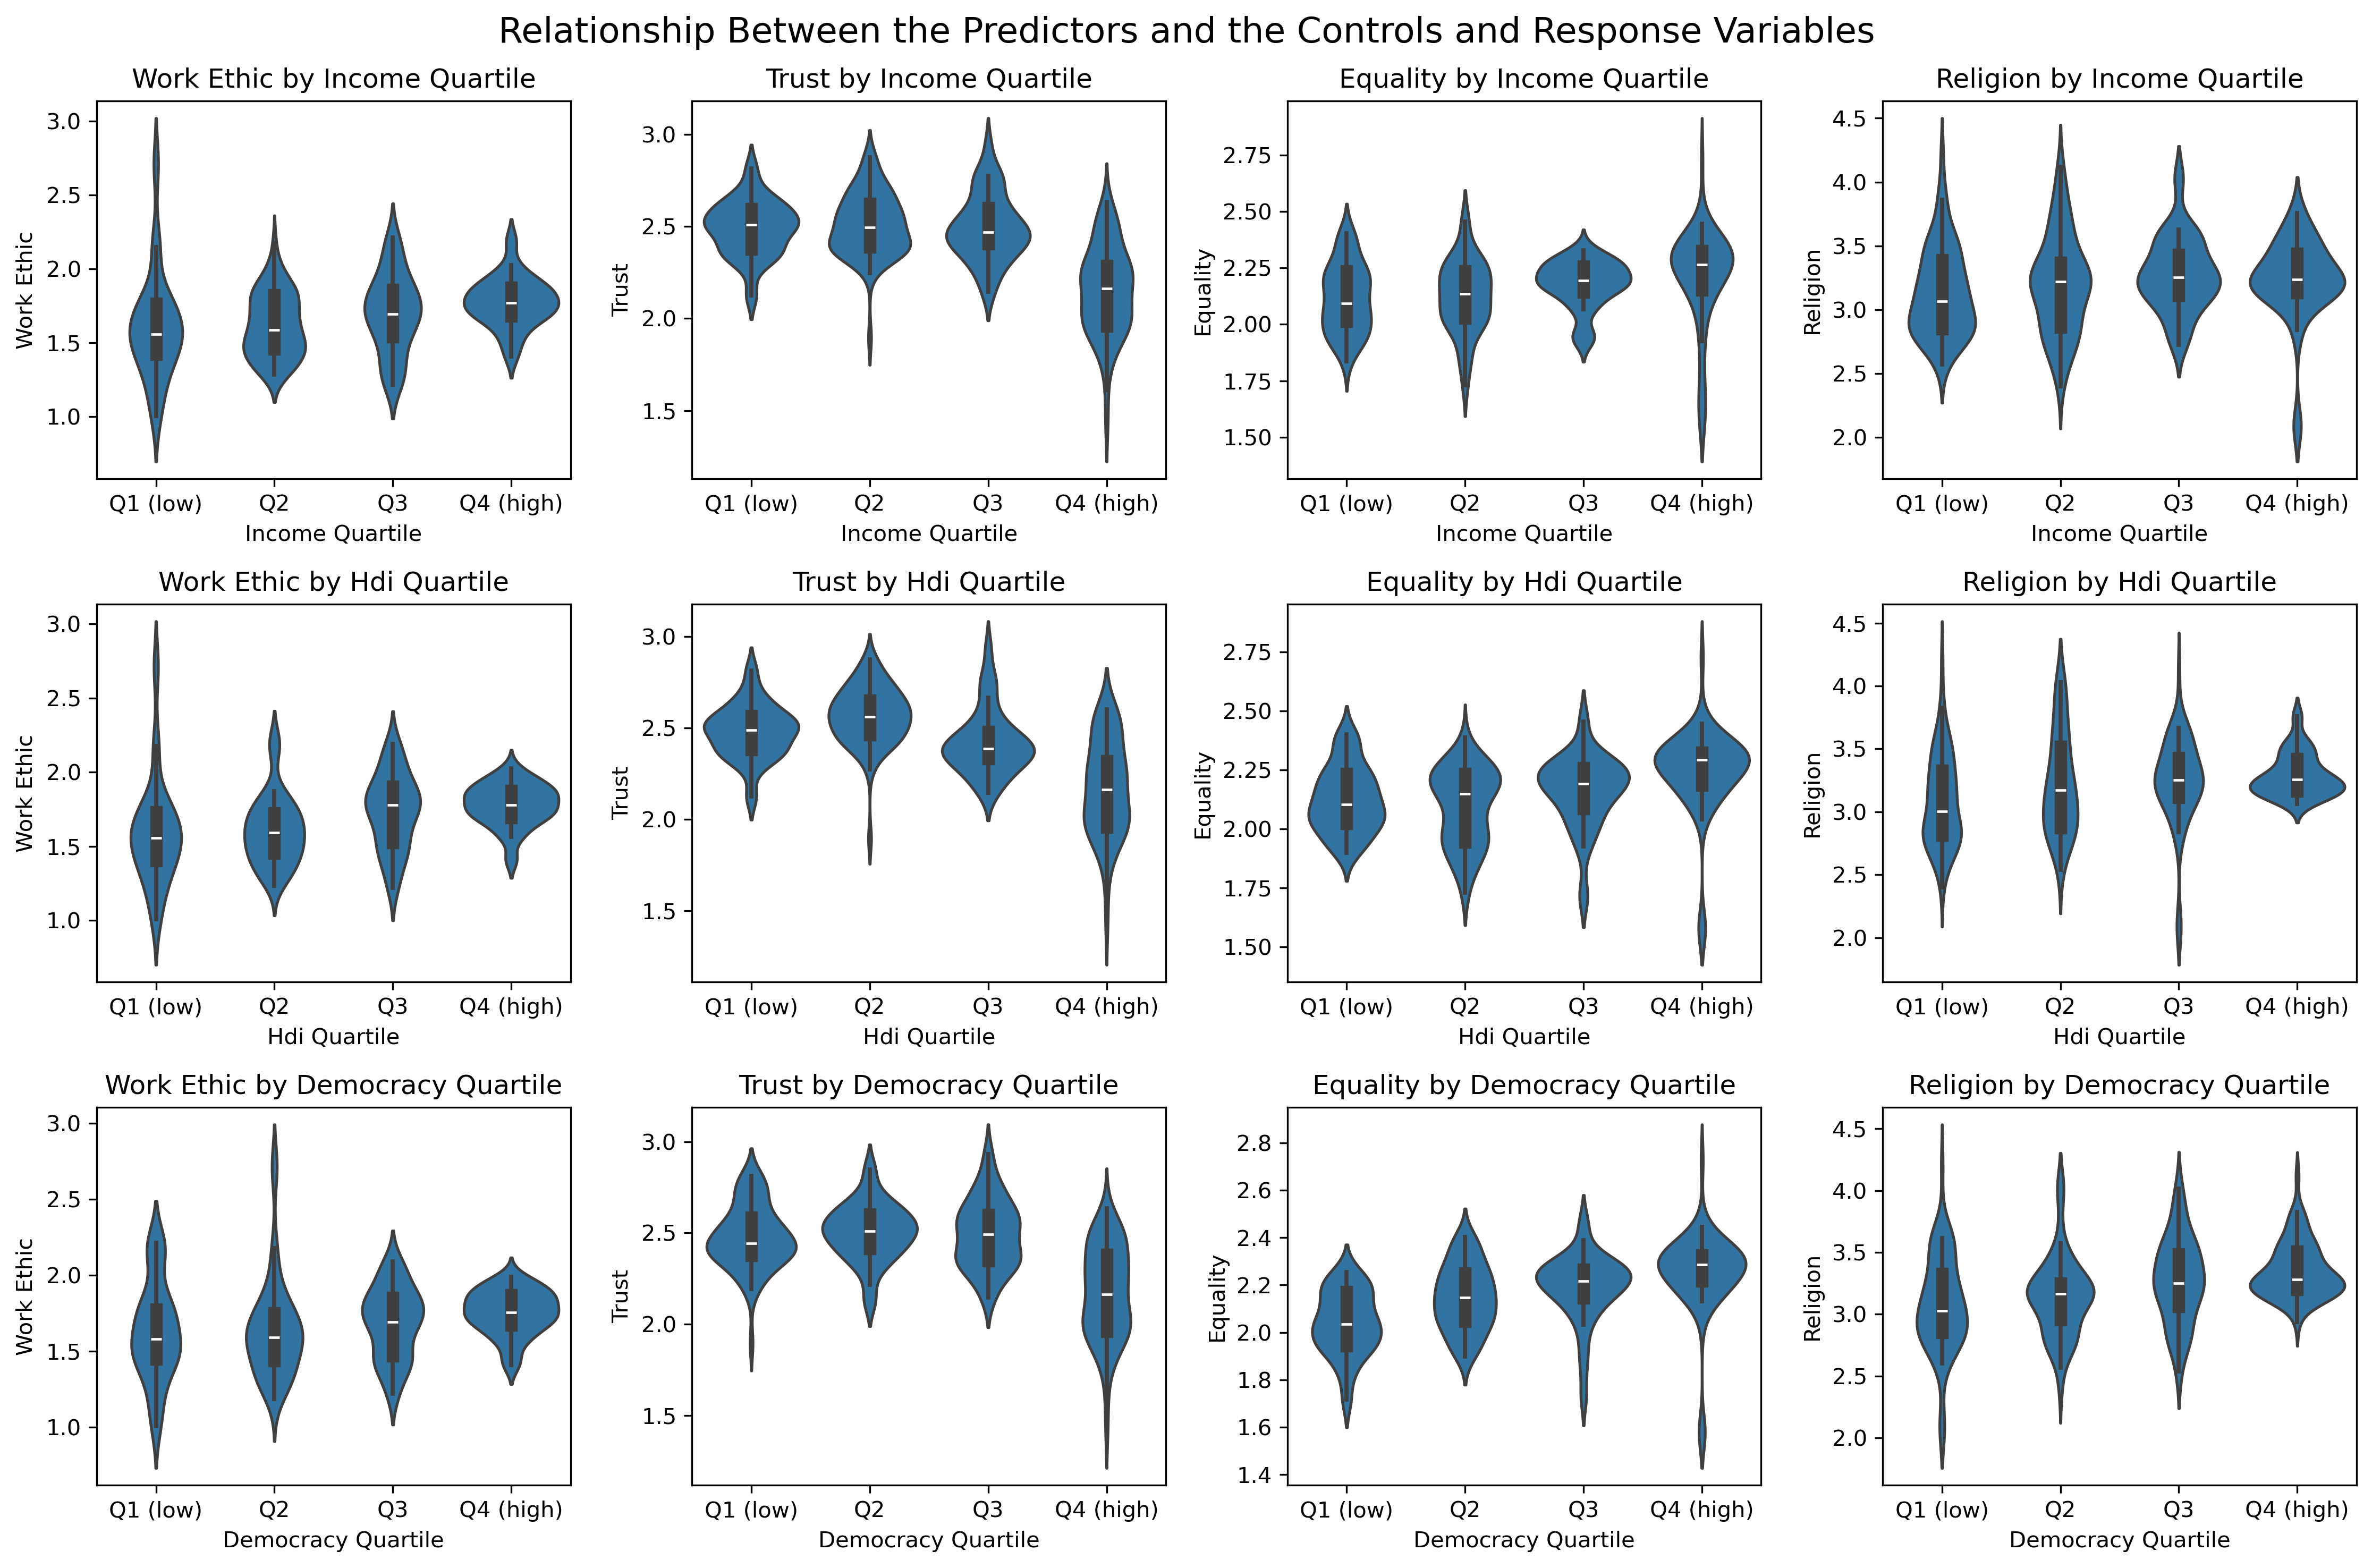 Relationship Between the Predictors and the Controls and Response Variables
Work Ethic by Income Quartile
3.0
2.5
2.0
1.5
1.0
Work Ethic
Q1 (low) Q2 Q3 Q4 (high)
Income Quartile
Trust by Income Quartile
3.0
2.5
2.0
1.5
Trust
Q1 (low) Q2 Q3 Q4 (high)
Income Quartile
Equality by Income Quartile
2.75
2.50
2.25
2.00
1.75
1.50
Equality
Q1 (low) Q2 Q3 Q4 (high)
Income Quartile
Religion by Income Quartile
4.5
4.0
3.5
3.0
2.5
2.0
Religion
Q1 (low) Q2 Q3 Q4 (high)
Income Quartile
Work Ethic by Hdi Quartile
3.0
2.5
2.0
1.5
1.0
Work Ethic
Q1 (low) Q2 Q3 Q4 (high)
Hdi Quartile
Trust by Hdi Quartile
3.0
2.5
2.0
1.5
Trust
Q1 (low) Q2 Q3 Q4 (high)
Hdi Quartile
Equality by Hdi Quartile
2.75
2.50
2.25
2.00
1.75
1.50
Equality
Q1 (low) Q2 Q3 Q4 (high)
Hdi Quartile
Religion by Hdi Quartile
4.5
4.0
3.5
3.0
2.5
2.0
Religion
Q1 (low) Q2 Q3 Q4 (high)
Hdi Quartile
Work Ethic by Democracy Quartile
3.0
2.5
2.0
1.5
1.0
Work Ethic
Q1 (low) Q2 Q3 Q4 (high)
Democracy Quartile
Trust by Democracy Quartile
3.0
2.5
2.0
1.5
Trust
Q1 (low) Q2 Q3 Q4 (high)
Democracy Quartile
Equality by Democracy Quartile
2.8
2.6
2.4
2.2
2.0
1.8
1.6
1.4
Equality
Q1 (low) Q2 Q3 Q4 (high)
Democracy Quartile
Religion by Democracy Quartile
4.5
4.0
3.5
3.0
2.5
2.0
Religion
Q1 (low) Q2 Q3 Q4 (high)
Democracy Quartile